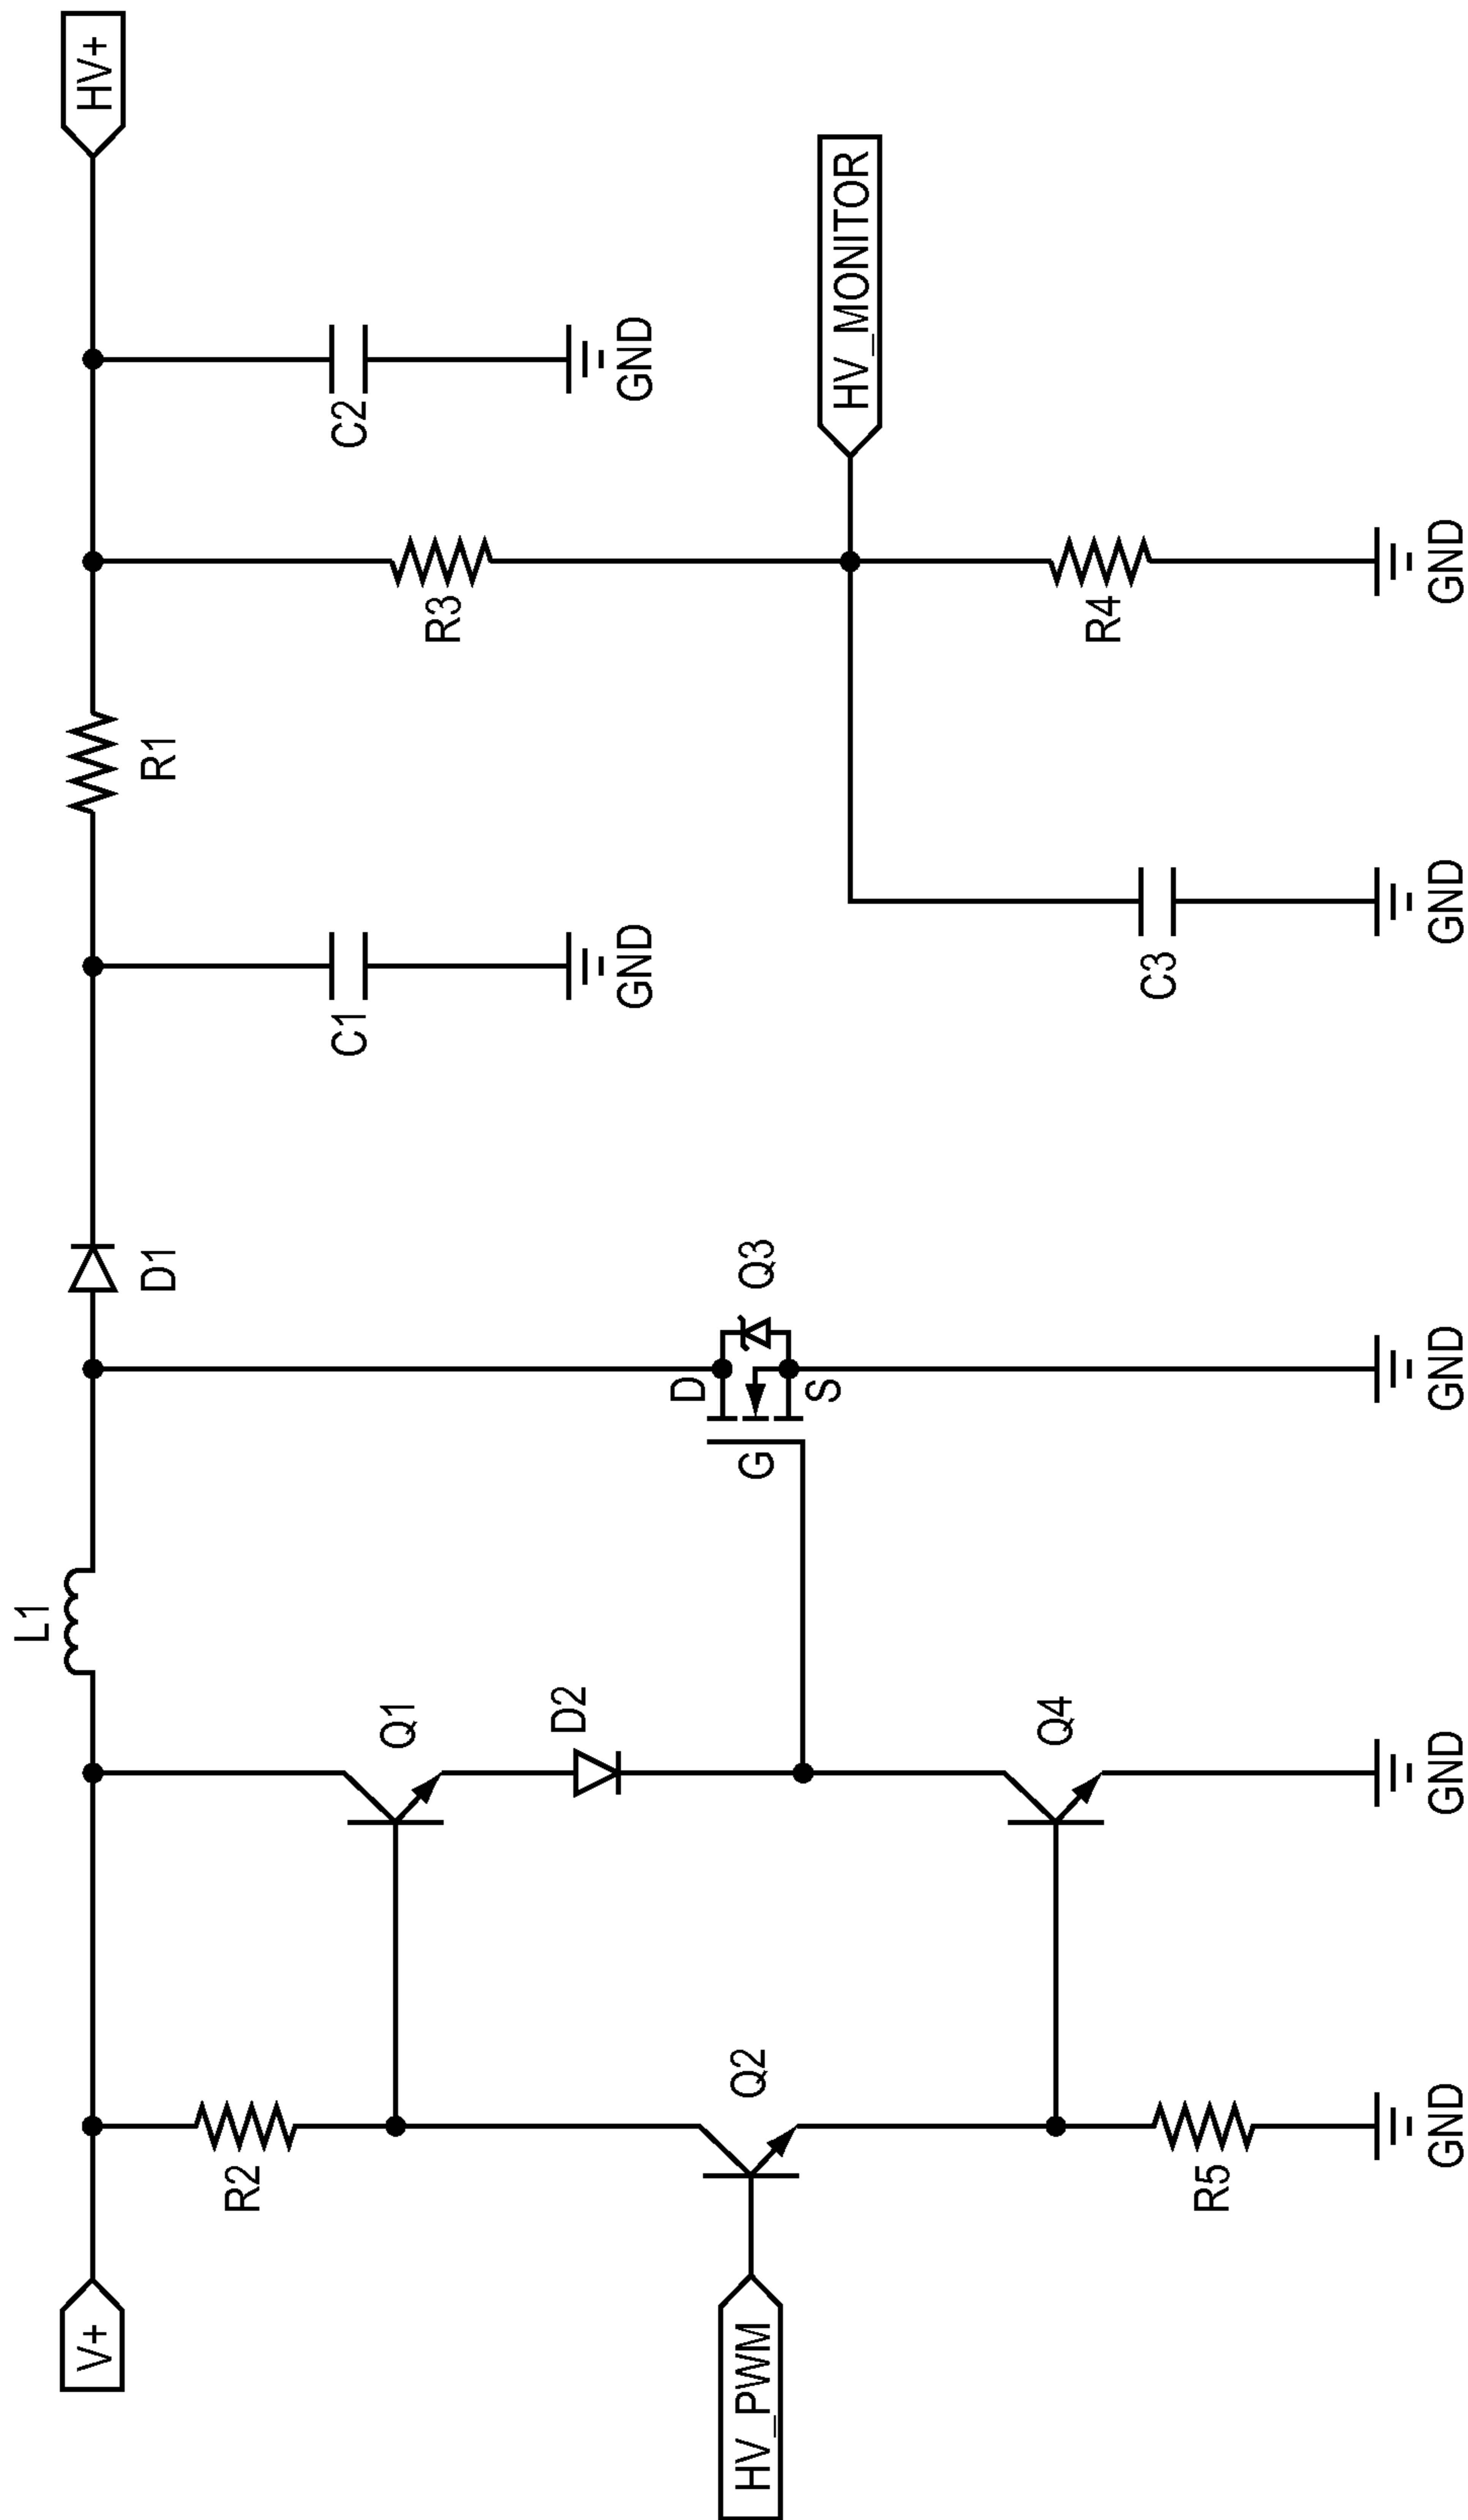 L1
V+
HV+
R2
Q1
D1
R1
C1
C2
D2
R3
GND
GND
D
Q3
G
S
Q2
HV_PWM
HV_MONITOR
Q4
R4
C3
R5
GND
GND
GND
GND
GND